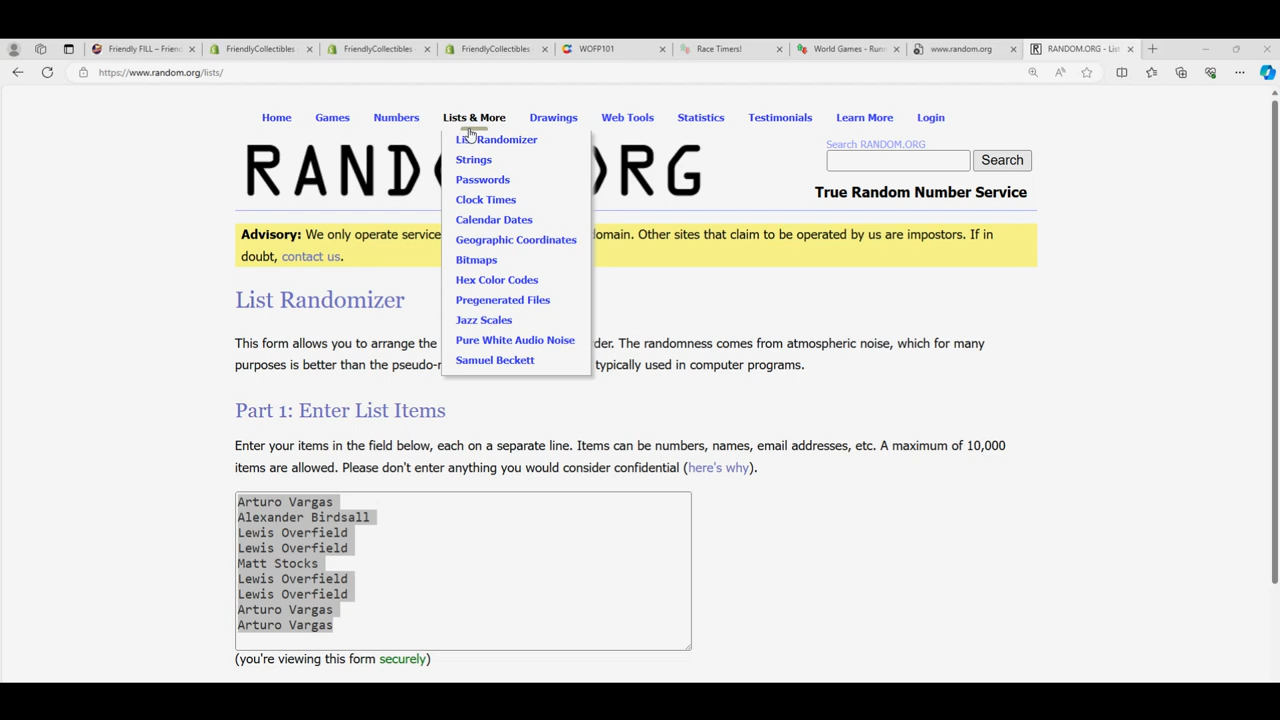 Friendly FILL – Friend
FriendlyCollectibles
FriendlyCollectibles
FriendlyCollectibles
WOFP101
Race Timers!
World Games - Runn
www.random.org
RANDOM.ORG - List
https://www.random.org/lists/
Home Games Numbers Lists & More Drawings Web Tools Statistics Testimonials Learn More Login
List Randomizer
Strings
Passwords
Clock Times
Calendar Dates
Geographic Coordinates
Bitmaps
Hex Color Codes
Pregenerated Files
Jazz Scales
Pure White Audio Noise
Samuel Beckett
RAND RG
Search RANDOM.ORG
Search
True Random Number Service
Advisory: We only operate service domain. Other sites that claim to be operated by us are impostors. If in
doubt, contact us.
List Randomizer
This form allows you to arrange the der. The randomness comes from atmospheric noise, which for many
purposes is better than the pseudo- typically used in computer programs.
Part 1: Enter List Items
Enter your items in the field below, each on a separate line. Items can be numbers, names, email addresses, etc. A maximum of 10,000
items are allowed. Please don't enter anything you would consider confidential (here's why).
Arturo Vargas
Alexander Birdsall
Lewis Overfield
Lewis Overfield
Matt Stocks
Lewis Overfield
Lewis Overfield
Arturo Vargas
Arturo Vargas
(you're viewing this form securely)